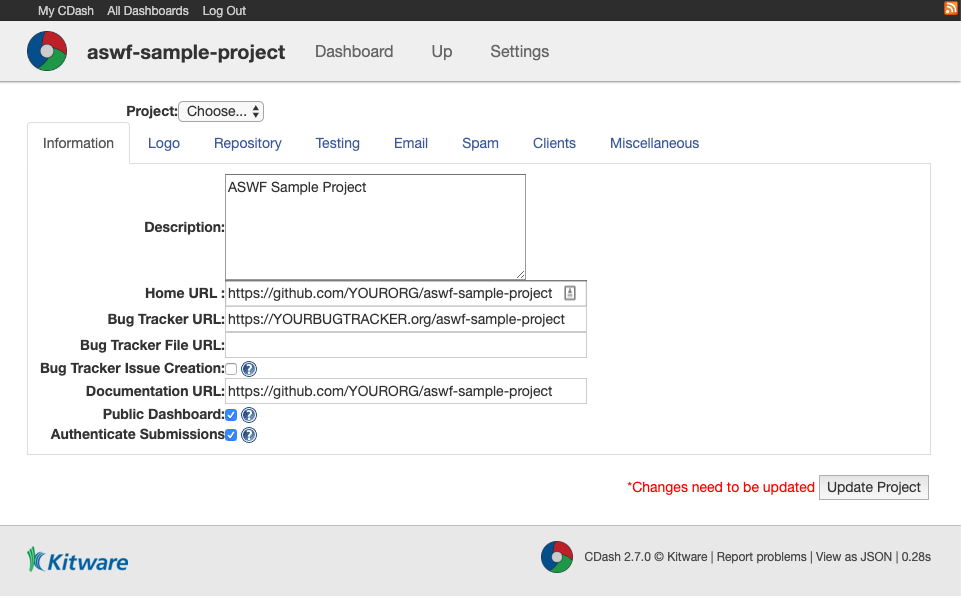 My CDash All Dashboards Log Out
aswf-sample-project Dashboard Up Settings
Project: Choose...
Information Logo Repository Testing Email Spam Clients Miscellaneous
ASWF Sample Project
Description:
Home URL : https://github.com/YOURORG/aswf-sample-project
Bug Tracker URL: https://YOURBUGTRACKER.org/aswf-sample-project
Bug Tracker File URL:
Bug Tracker Issue Creation: ?
Documentation URL: https://github.com/YOURORG/aswf-sample-project
Public Dashboard: ?
Authenticate Submissions ?
*Changes need to be updated Update Project
Kitware CDash 2.7.0 © Kitware | Report problems | View as JSON | 0.28s